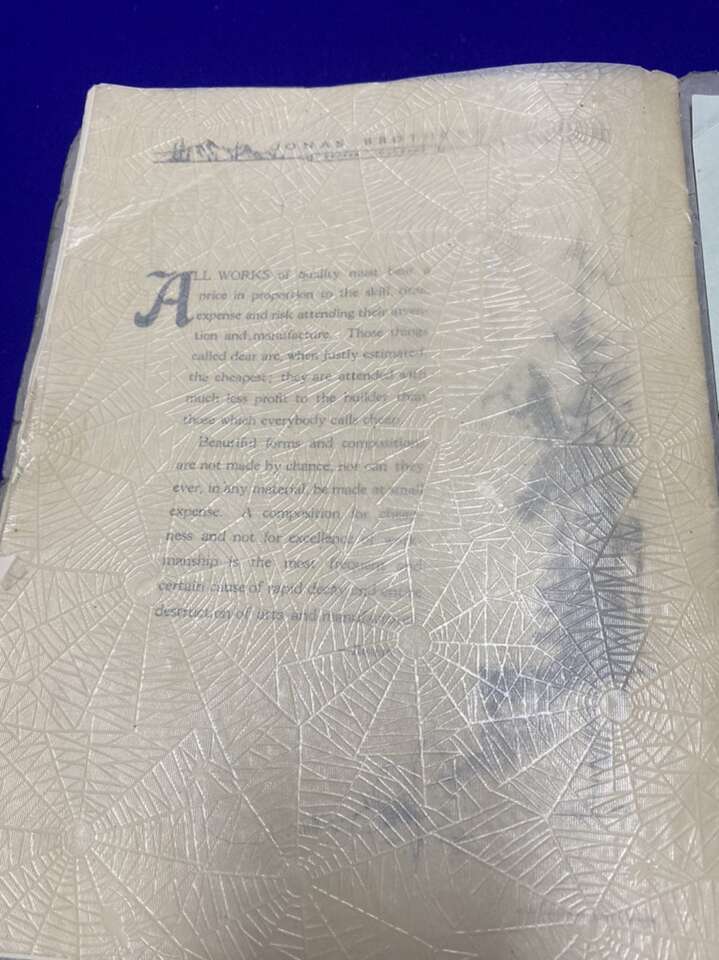 JONAS BROTHERS
ALL WORKS of quality must bear a
price in proportion to the skill, time,
expense and risk attending their inven-
tion and manufacture. Those things
called dear are, when justly estimated,
the cheapest; they are attended with
much less profit to the builder than
those which everybody calls cheap.
Beautiful forms and compositions
are not made by chance, nor can they
ever, in any material, be made at small
expense. A composition for cheap-
ness and not for excellence of work-
manship is the most frequent and
certain cause of rapid decay and entire
destruction of arts and manufactures.